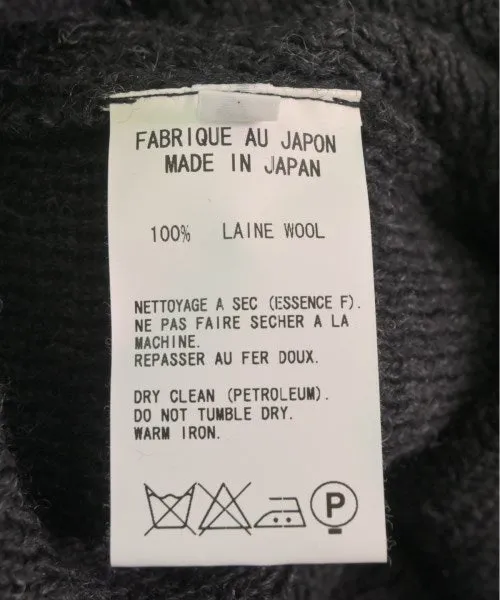 FABRIQUE AU JAPON
MADE IN JAPAN
100% LAINE WOOL
NETTOYAGE A SEC (ESSENCE F).
NE PAS FAIRE SECHER A LA
MACHINE.
REPASSER AU FER DOUX.
DRY CLEAN (PETROLEUM).
DO NOT TUMBLE DRY.
WARM IRON.
P